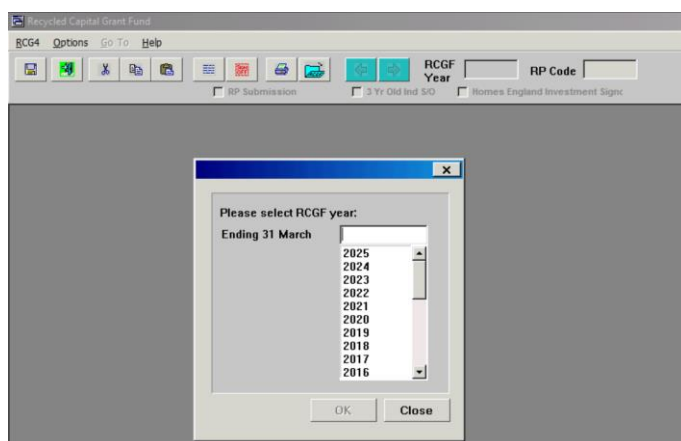 Recycled Capital Grant Fund
RCG4 Options Go To Help
RCGF Year RP Code
RP Submission 3 Yr Old Ind S/O Homes England Investment Signc
Please select RCGF year:
Ending 31 March
2025
2024
2023
2022
2021
2020
2019
2018
2017
2016
OK Close